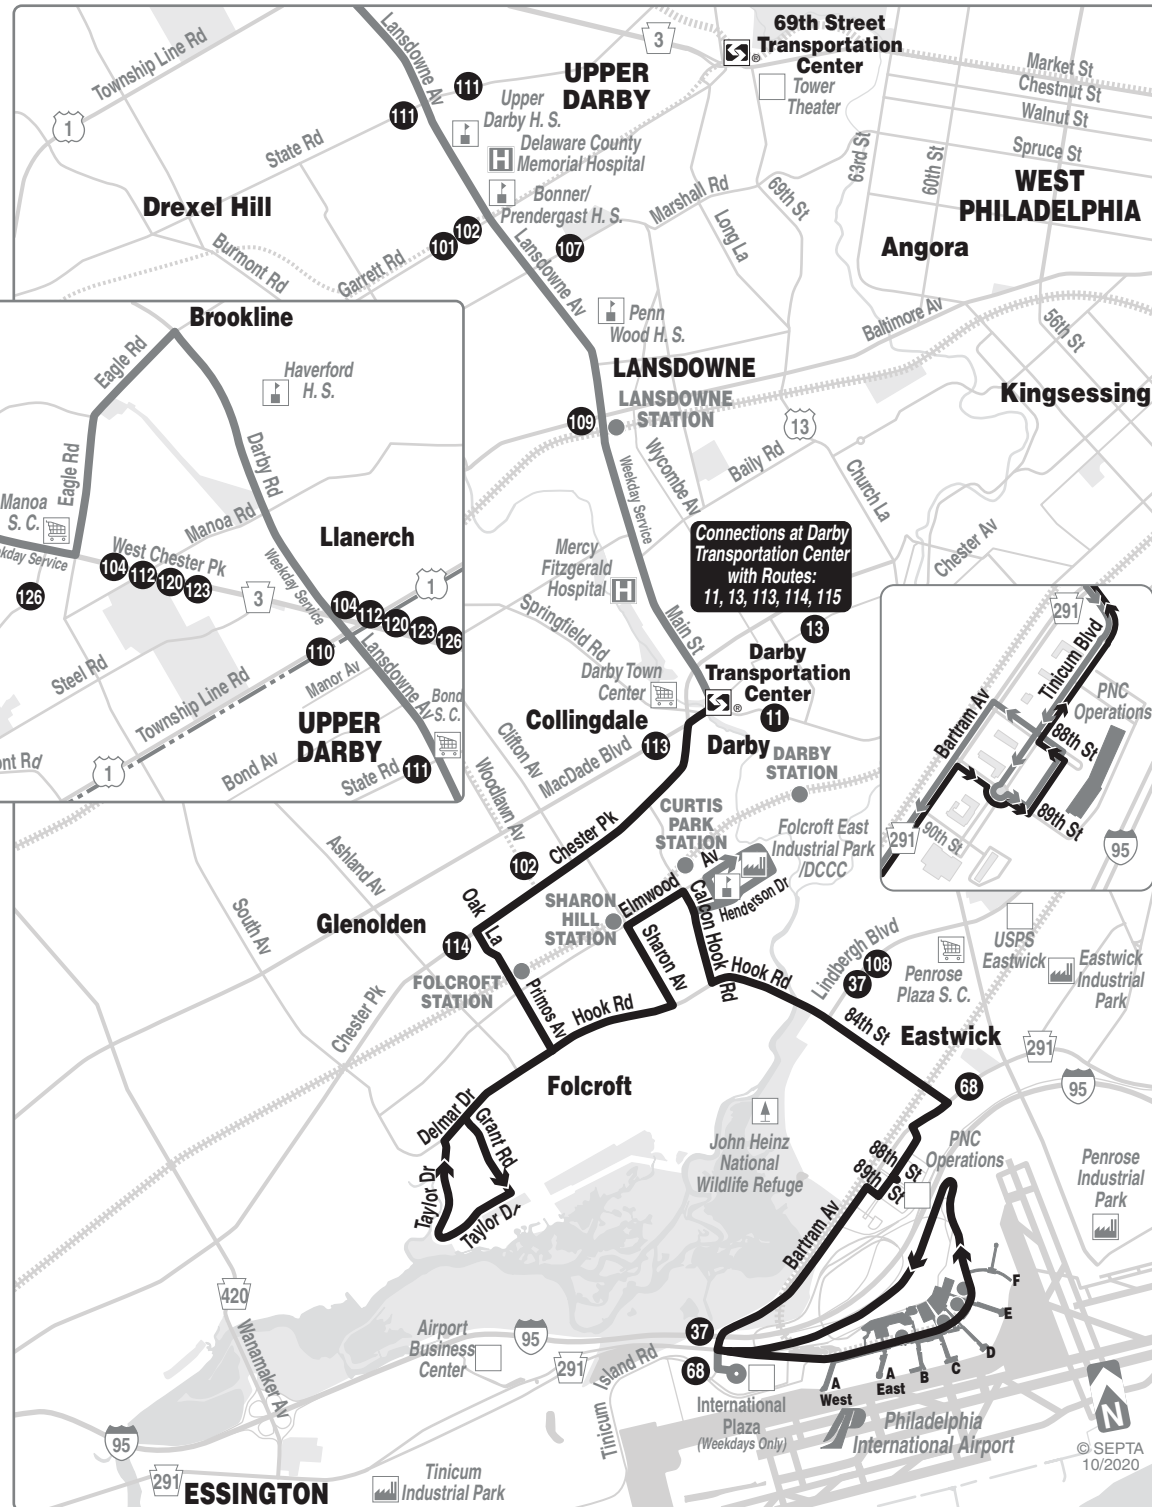 69th Street
Transportation
Center
®
Tower
Theater
3
UPPER
DARBY
Township Line Rd
Lansdowne Av
111
111
1
Upper
Darby H. S.
Delaware County
Memorial Hospital
H
Bonner/
Prendergast H. S.
State Rd
Drexel Hill
Burmont Rd
Garrett Rd
101
102
107
Lansdowne Av
Marshall Rd
69th St
Long La
63rd St
60th St
Market St
Chestnut St
Walnut St
Spruce St
WEST
PHILADELPHIA
Angora
Baltimore Av
56th St
Kingsessing
Penn
Wood H. S.
LANSDOWNE
LANSDOWNE
STATION
109
Weekday Service
Wycombe Av
Baily Rd
13
Church La
Chester Av
Brookline
Eagle Rd
Eagle Rd
Haverford
H. S.
Darby Rd
Manoa
S. C.
kday Service
Manoa Rd
West Chester Pk
104
112
120
123
126
3
Llanerch
Weekday Service
1
104
112
120
123
126
110
Lansdowne Av
Steel Rd
Township Line Rd
Manor Av
Bond
S. C.
UPPER
DARBY
Bond Av
State Rd
111
ont Rd
1
Connections at Darby
Transportation Center
with Routes:
11, 13, 113, 114, 115
13
Mercy
Fitzgerald
Hospital
H
Springfield Rd
Main St
Darby
Transportation
Center
®
11
Darby Town
Center
Collingdale
113
Darby
DARBY
STATION
Clifton Av
MacDade Blvd
Woodlawn Av
CURTIS
PARK
STATION
Folcroft East
Industrial Park
/DCCC
Chester Pk
102
Ashland Av
South Av
Oak La
Glenolden
114
SHARON
HILL
STATION
Elmwood Av
Calcon Hook Rd
Henderson Dr
Sharon Av
FOLCROFT
STATION
Primos Av
Hook Rd
Hook Rd
Chester Pk
Lindbergh Blvd
108
37
Penrose
Plaza S. C.
USPS
Eastwick
Eastwick
Industrial
Park
84th St
Eastwick
291
95
68
291
Tinicum Blvd
Bartram Av
PNC
Operations
88th St
89th St
90th St
291
95
Folcroft
Delmar Dr
Grant Rd
Taylor Dr
Taylor Dr
John Heinz
National
Wildlife Refuge
88th St
89th St
PNC
Operations
Penrose
Industrial
Park
Bartram Av
420
Wanamaker Av
Airport
Business
Center
95
291
Tinicum Island Rd
37
68
International
Plaza
(Weekdays Only)
A
West
A
East
B
C
D
E
F
Philadelphia
International Airport
N
95
291
ESSINGTON
Tinicum
Industrial Park
© SEPTA
10/2020